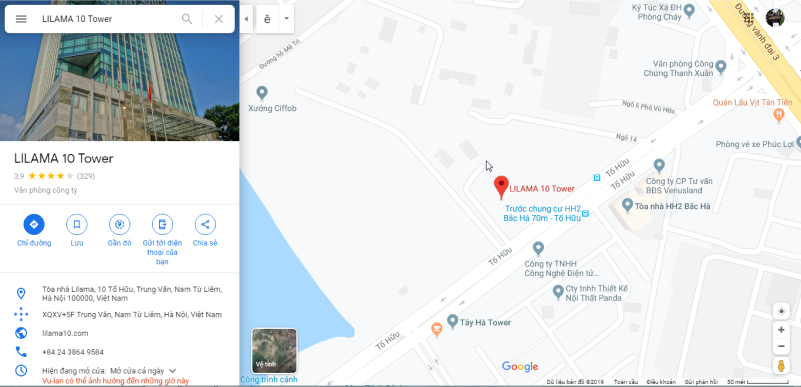 LILAMA 10 Tower
LILAMA 10 Tower
3,9
(329)
Văn phòng công ty
Chỉ đường
Lưu
Gần đó
Gửi tới điện
thoại của
bạn
Chia sẻ
Tòa nhà Lilama, 10 Tố Hữu, Trung Văn, Nam Từ Liêm,
Hà Nội 100000, Việt Nam
XQXV+5F Trung Văn, Nam Từ Liêm, Hà Nội, Việt Nam
lilama10.com
+84 24 3864 9584
Hiện đang mở cửa: Mở cửa cả ngày
Vu-lan có thể ảnh hưởng đến những giờ này
ê
Đường hồ Mễ Trì
Xưởng Ciffob
Ký Túc Xá ĐH
Phòng Cháy
Đường vành đai 3
Văn phòng Công
Chứng Thanh Xuân
Quán Lẩu Vịt Tân Tiến
Ngõ 6 Phố Vũ Hữu
Ngõ 14
Phòng vé xe Phúc Lợi
Tố Hữu
Tố Hữu
Công ty CP Tư vấn
BĐS Venusland
LILAMA 10 Tower
Tòa nhà HH2 Bắc Hà
Trước chung cư HH2
Bắc Hà 70m - Tố Hữu
Tố Hữu
Công ty TNHH
Công Nghệ Điện tử...
Cty tnhh Thiết Kế
Nội Thất Panda
Tây Hà Tower
Tố Hữu
Vệ tinh
Công trình cảnh
Google
Dữ liệu bản đồ ©2019
Toàn cầu
Điều khoản
Gửi phản hồi
50 mét